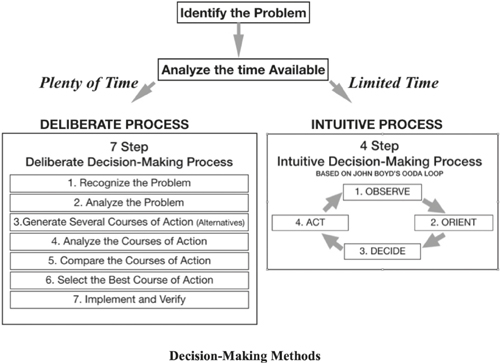 Identify the Problem
Analyze the time Available
Plenty of Time
Limited Time
DELIBERATE PROCESS
7 Step
Deliberate Decision-Making Process
1. Recognize the Problem
2. Analyze the Problem
3.Generate Several Courses of Action (Alternatives)
4. Analyze the Courses of Action
5. Compare the Courses of Action
6. Select the Best Course of Action
7. Implement and Verify
INTUITIVE PROCESS
4 Step
Intuitive Decision-Making Process
BASED ON JOHN BOYD'S OODA LOOP
1. OBSERVE
2. ORIENT
3. DECIDE
4. ACT
Decision-Making Methods